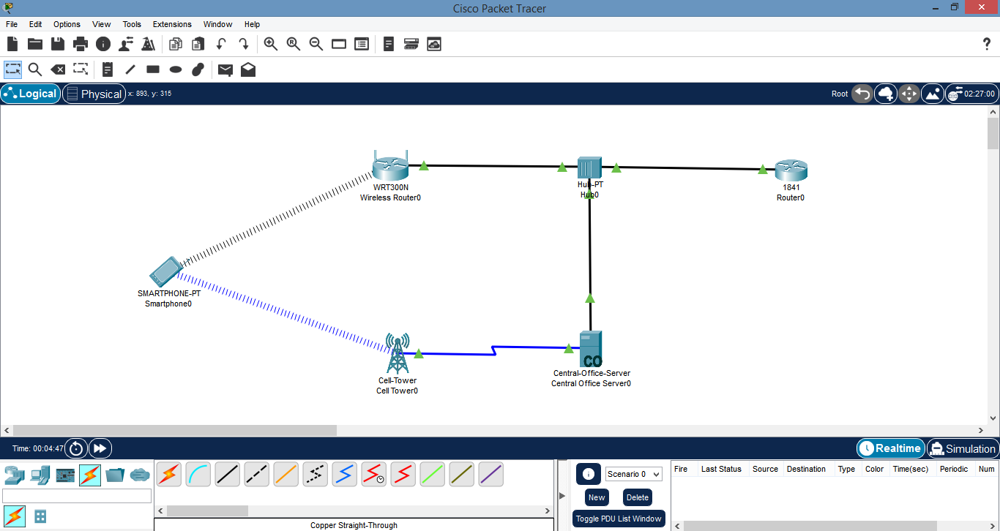 Cisco Packet Tracer
File Edit Options View Tools Extensions Window Help
?
Logical Physical x: 893, y: 315 Root 02:27:00
WRT300N
Wireless Router0
Hub-PT
Hub0
1841
Router0
SMARTPHONE-PT
Smartphone0
Cell-Tower
Cell Tower0
CO
Central-Office-Server
Central Office Server0
Time: 00:04:47 Realtime Simulation
Scenario 0
New Delete
Toggle PDU List Window
Fire Last Status Source Destination Type Color Time(sec) Periodic Num
Copper Straight-Through